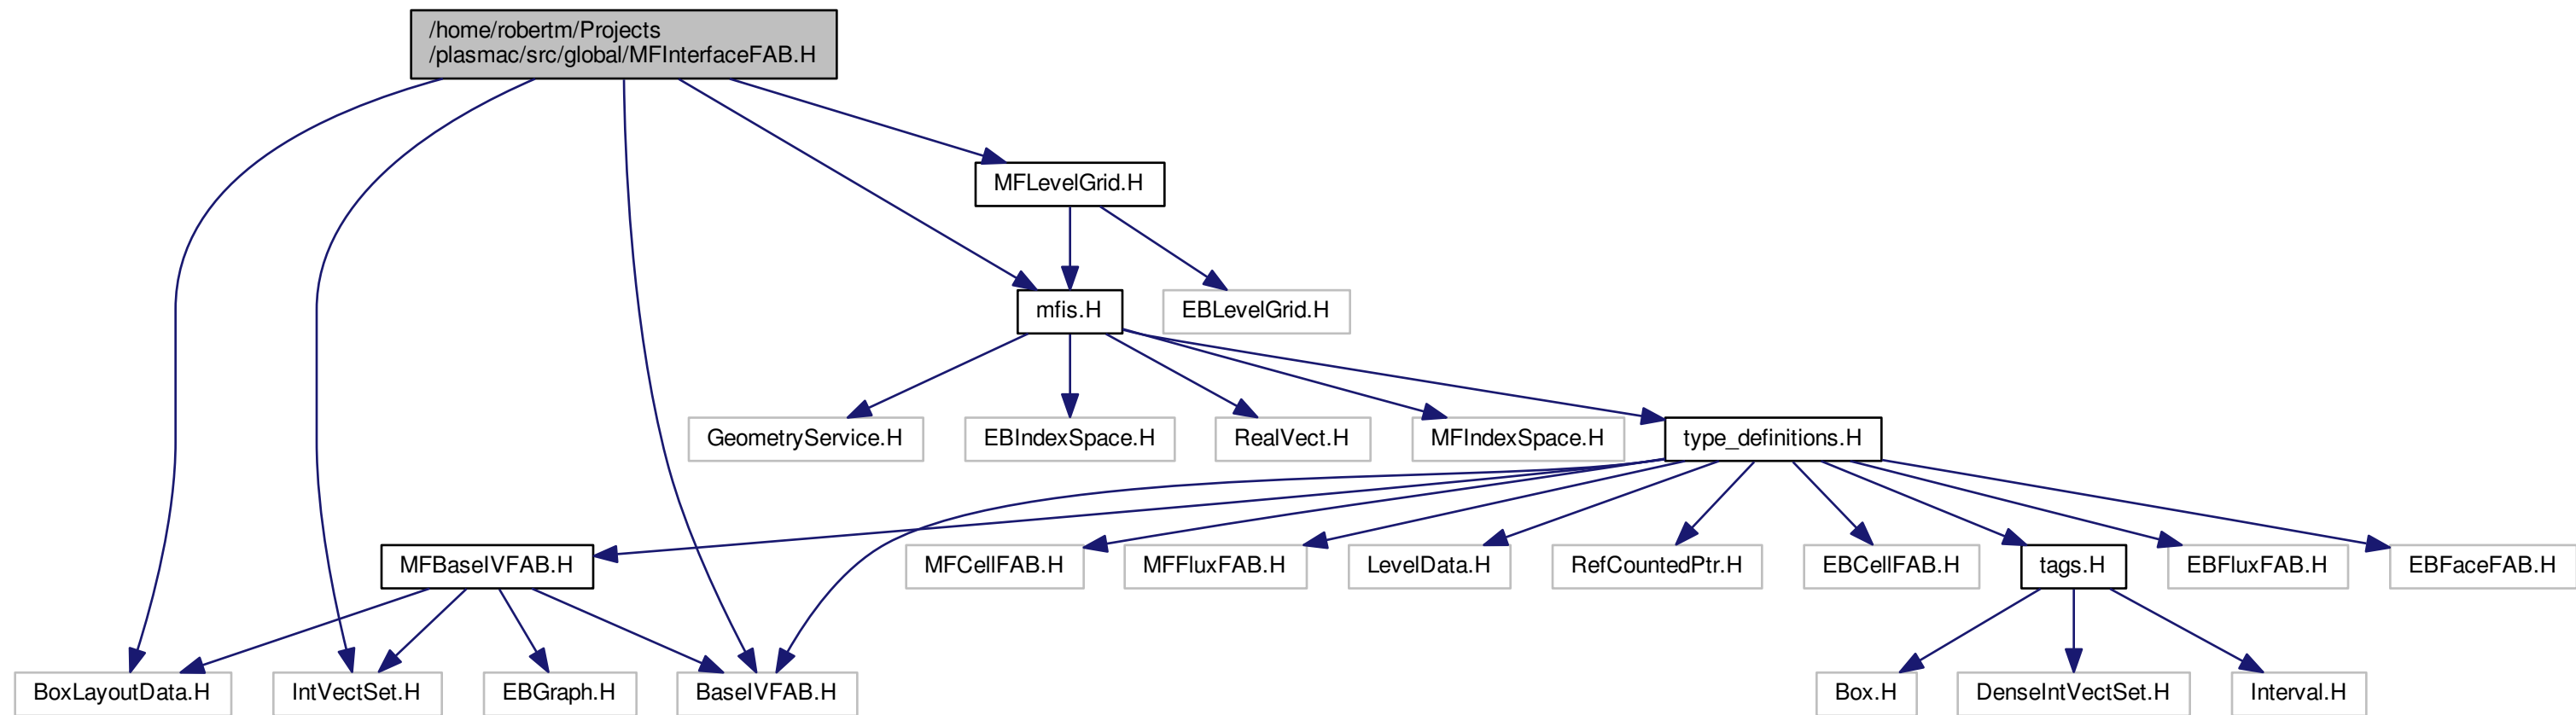 /home/robertm/Projects
/plasmac/src/global/MFInterfaceFAB.H
MFLevelGrid.H
mfis.H
EBLevelGrid.H
GeometryService.H
EBIndexSpace.H
RealVect.H
MFIndexSpace.H
type_definitions.H
MFBaseIVFAB.H
MFCellFAB.H
MFFluxFAB.H
LevelData.H
RefCountedPtr.H
EBCellFAB.H
tags.H
EBFluxFAB.H
EBFaceFAB.H
BoxLayoutData.H
IntVectSet.H
EBGraph.H
BaseIVFAB.H
Box.H
DenseIntVectSet.H
Interval.H